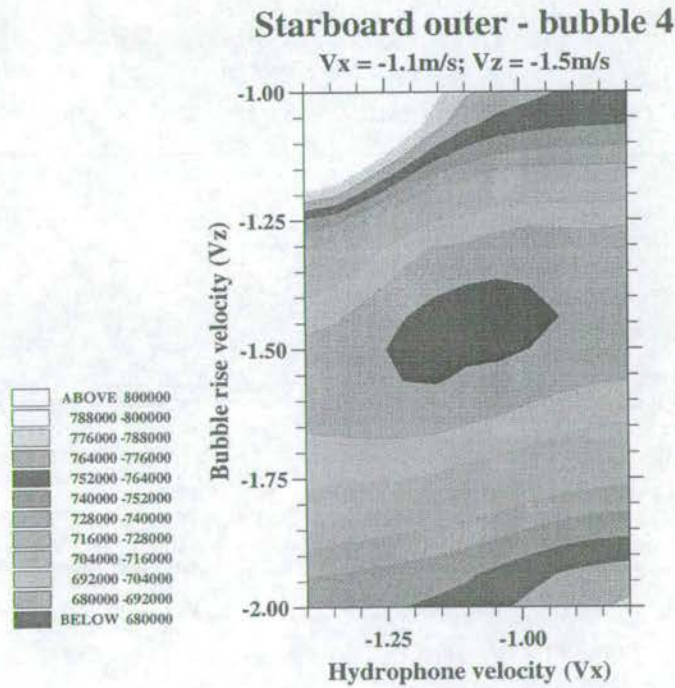 Starboard outer - bubble 4
Vx = -1.1m/s; Vz = -1.5m/s
-1.00
-1.25
-1.50
-1.75
-2.00
Bubble rise velocity (Vz)
-1.25 -1.00
Hydrophone velocity (Vx)
ABOVE 800000
788000 -800000
776000 -788000
764000 -776000
752000 -764000
740000 -752000
728000 -740000
716000 -728000
704000 -716000
692000 -704000
680000 -692000
BELOW 680000